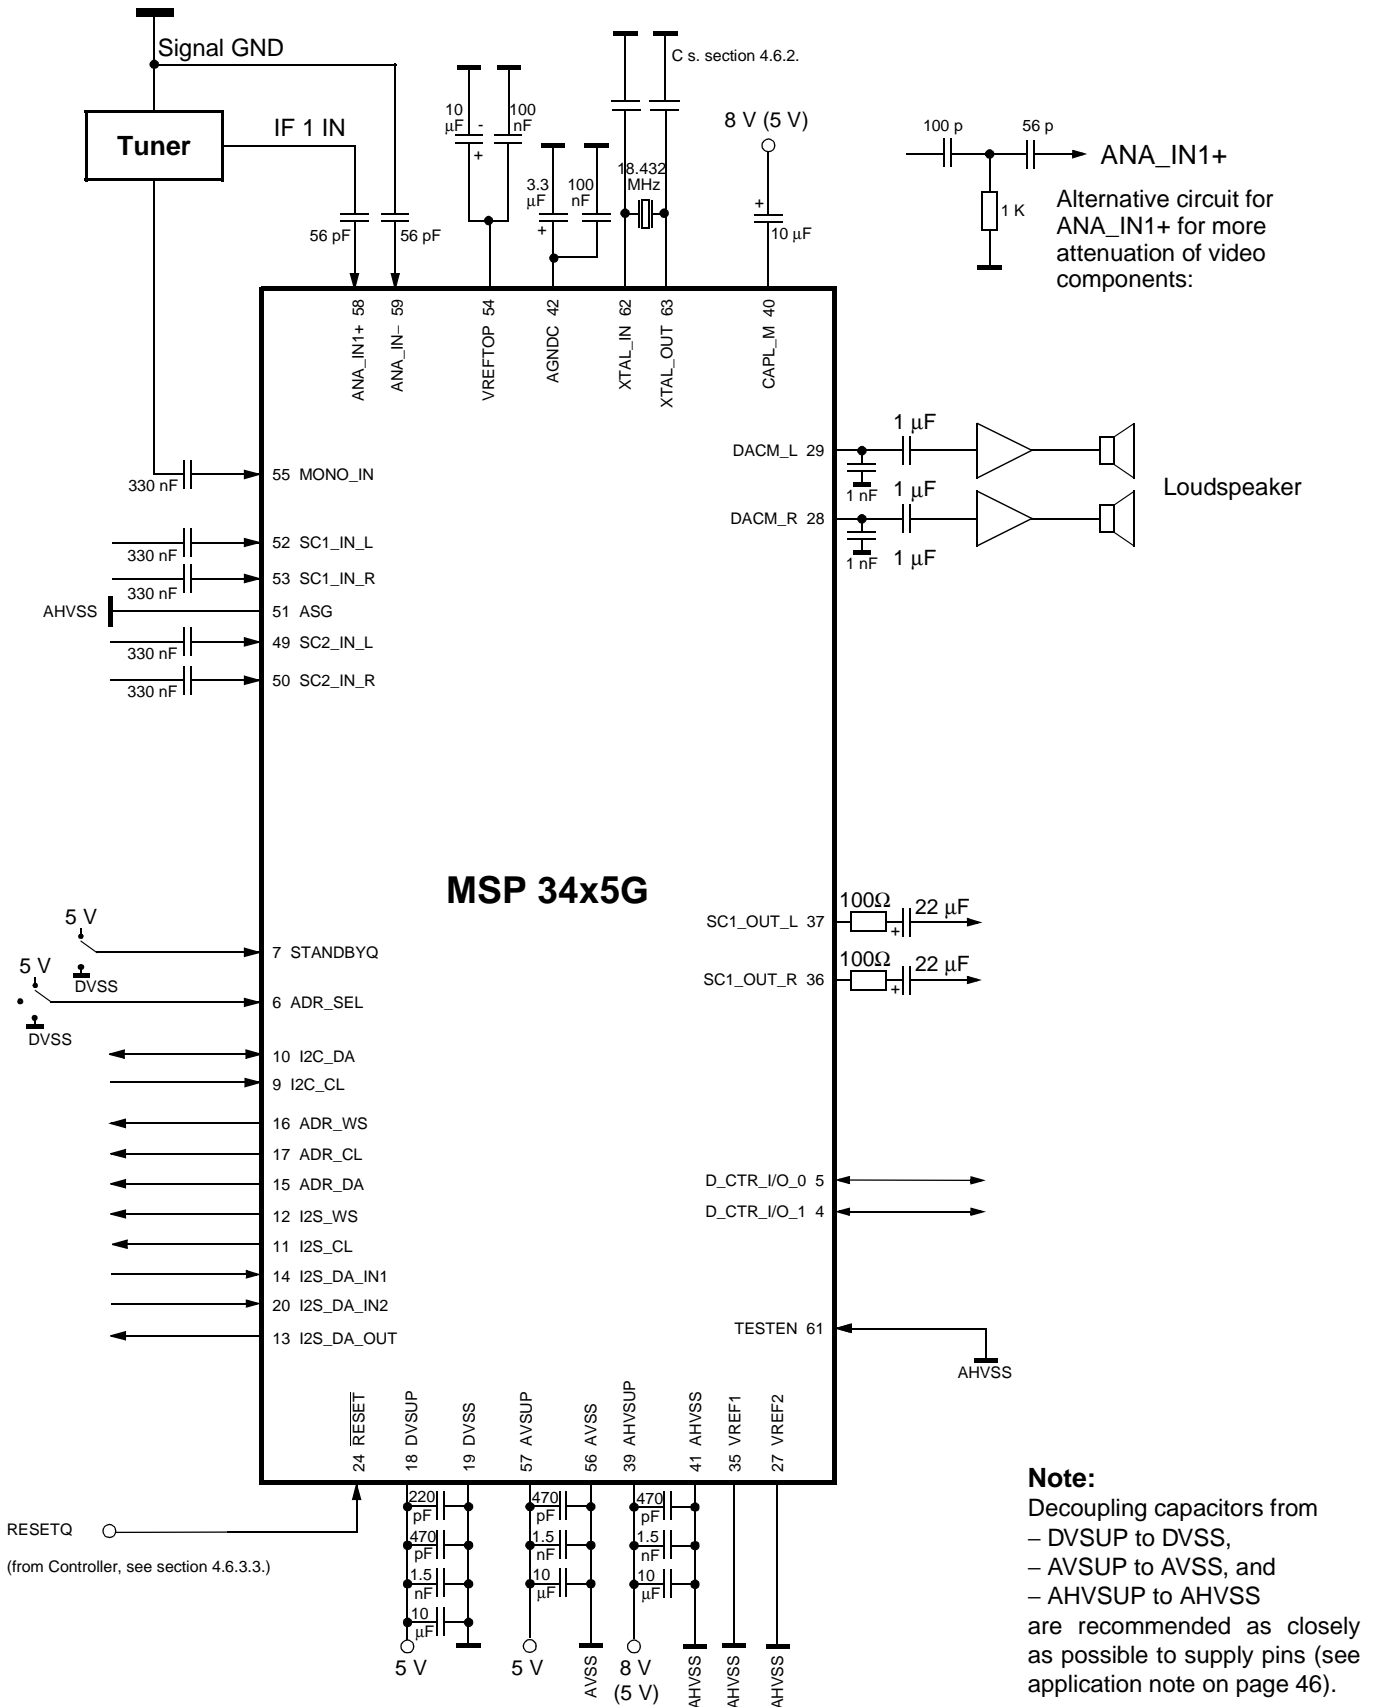 Signal GND
C s. section 4.6.2.
10
μF
-
+
100
nF
8 V (5 V)
100 p
56 p
ANA_IN1+
Tuner
IF 1 IN
18.432
MHz
3.3
μF
+
100
nF
+
10 μF
1 K
Alternative circuit for
ANA_IN1+ for more
attenuation of video
components:
56 pF
56 pF
ANA_IN1+ 58
ANA_IN− 59
VREFTOP 54
AGNDC 42
XTAL_IN 62
XTAL_OUT 63
CAPL_M 40
330 nF
55 MONO_IN
DACM_L 29
1 μF
1 nF
1 μF
Loudspeaker
DACM_R 28
1 nF
1 μF
330 nF
52 SC1_IN_L
330 nF
53 SC1_IN_R
AHVSS
51 ASG
330 nF
49 SC2_IN_L
330 nF
50 SC2_IN_R
MSP 34x5G
SC1_OUT_L 37
100Ω
+
22 μF
SC1_OUT_R 36
100Ω
+
22 μF
5 V
DVSS
7 STANDBYQ
5 V
DVSS
6 ADR_SEL
10 I2C_DA
9 I2C_CL
16 ADR_WS
17 ADR_CL
15 ADR_DA
12 I2S_WS
11 I2S_CL
14 I2S_DA_IN1
20 I2S_DA_IN2
13 I2S_DA_OUT
D_CTR_I/O_0 5
D_CTR_I/O_1 4
TESTEN 61
AHVSS
24 RESET
18 DVSUP
19 DVSS
57 AVSUP
56 AVSS
39 AHVSUP
41 AHVSS
35 VREF1
27 VREF2
RESETQ
(from Controller, see section 4.6.3.3.)
220
pF
470
pF
1.5
nF
10
μF
5 V
470
pF
1.5
nF
10
μF
5 V
AVSS
470
pF
1.5
nF
10
μF
8 V
(5 V)
AHVSS
AHVSS
AHVSS
Note:
Decoupling capacitors from
– DVSUP to DVSS,
– AVSUP to AVSS, and
– AHVSUP to AHVSS
are recommended as closely
as possible to supply pins (see
application note on page 46).